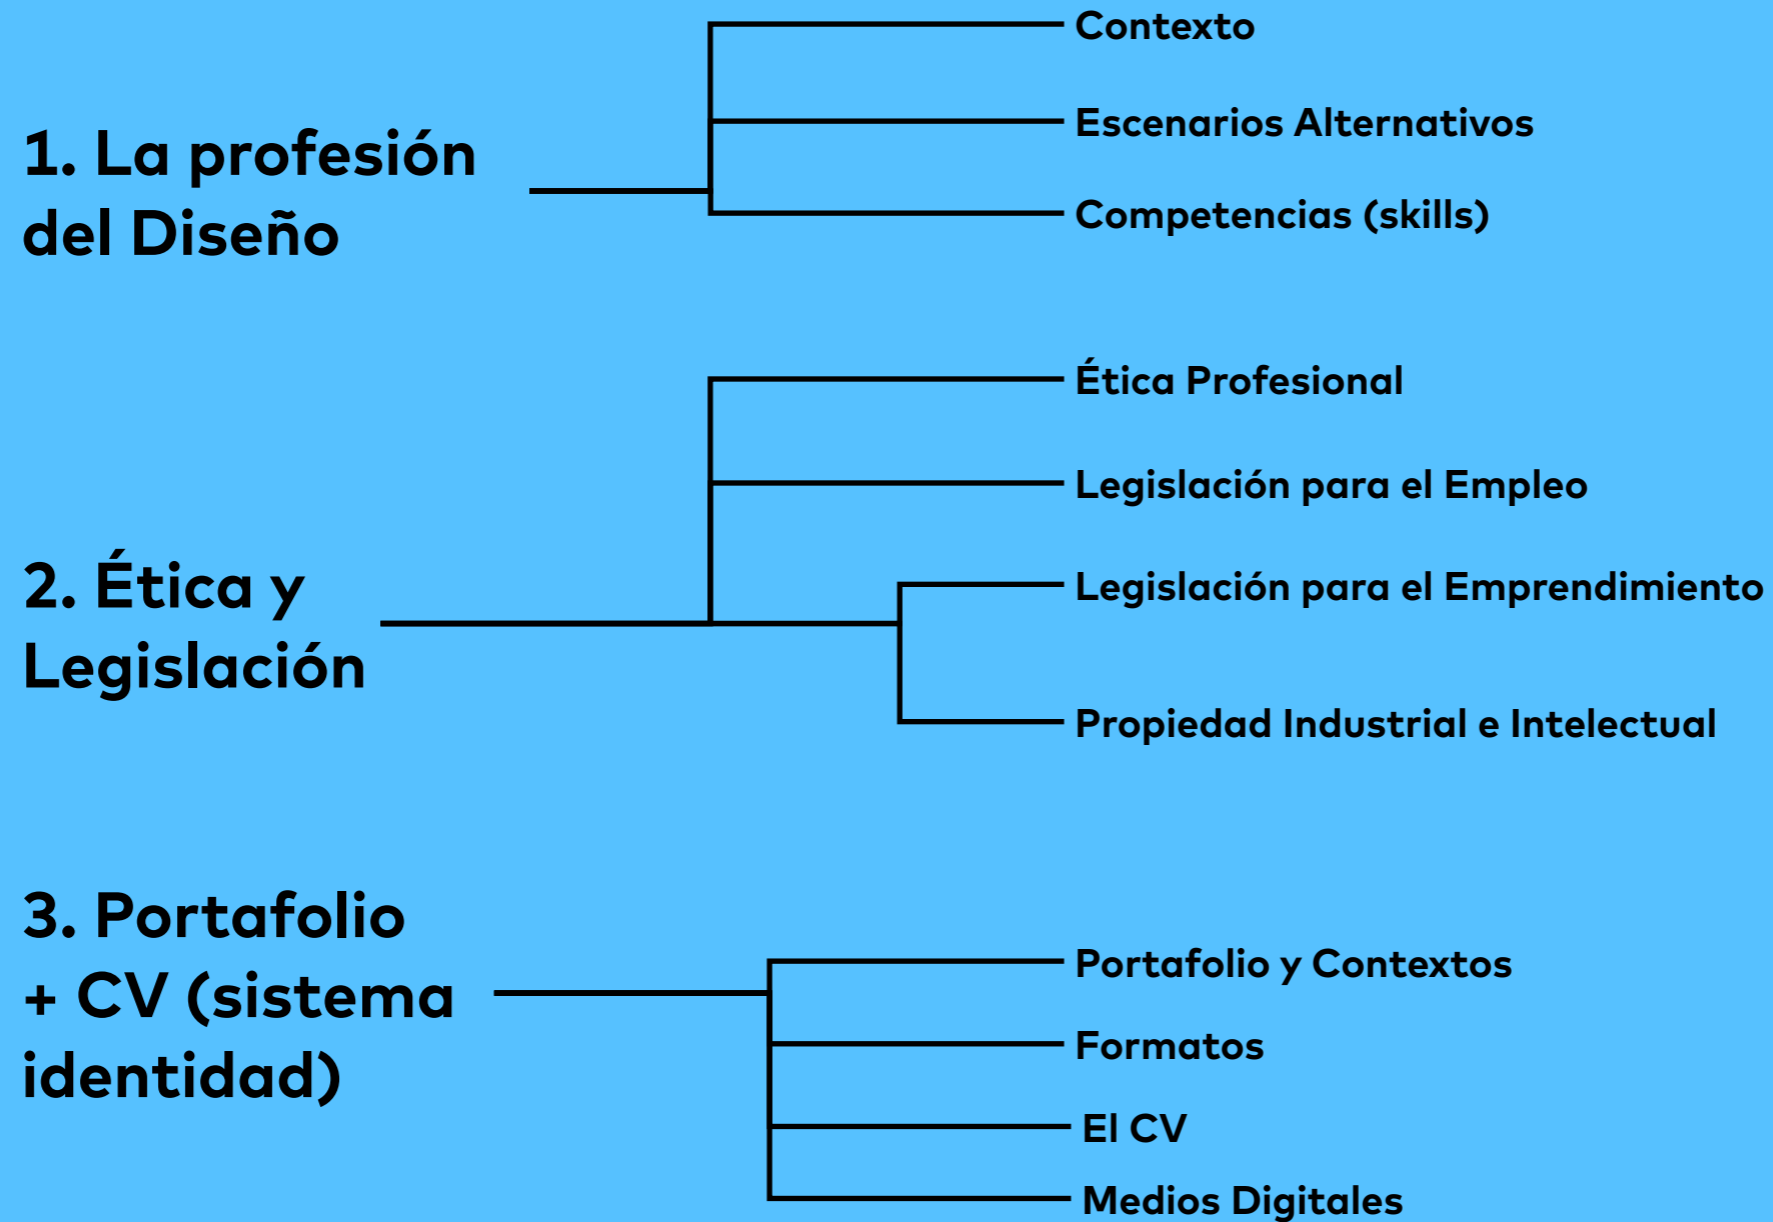 1. La profesión
del Diseño
Contexto
Escenarios Alternativos
Competencias (skills)
2. Ética y
Legislación
Ética Profesional
Legislación para el Empleo
Legislación para el Emprendimiento
Propiedad Industrial e Intelectual
3. Portafolio
+ CV (sistema
identidad)
Portafolio y Contextos
Formatos
El CV
Medios Digitales